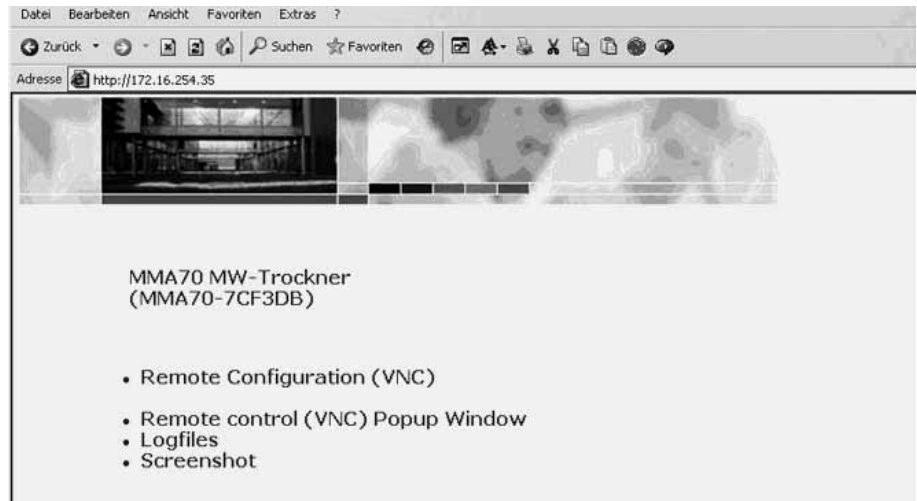 Datei Bearbeiten Ansicht Favoriten Extras ?
Zurück Suchen Favoriten
Adresse http://172.16.254.35
MMA70 MW-Trockner
(MMA70-7CF3DB)
• Remote Configuration (VNC)
• Remote control (VNC) Popup Window
• Logfiles
• Screenshot